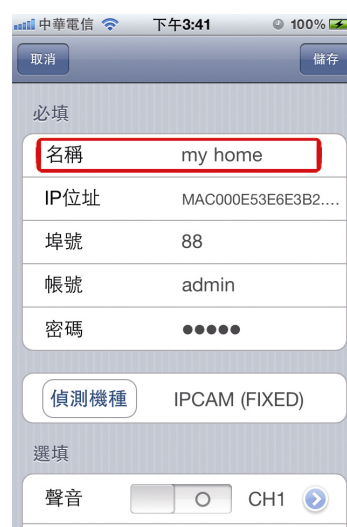 中華電信 下午3:41 100%
取消 儲存
必填
名稱 my home
IP位址 MAC000E53E6E3B2....
埠號 88
帳號 admin
密碼 ●●●●●
偵測機種 IPCAM (FIXED)
選填
聲音 CH1